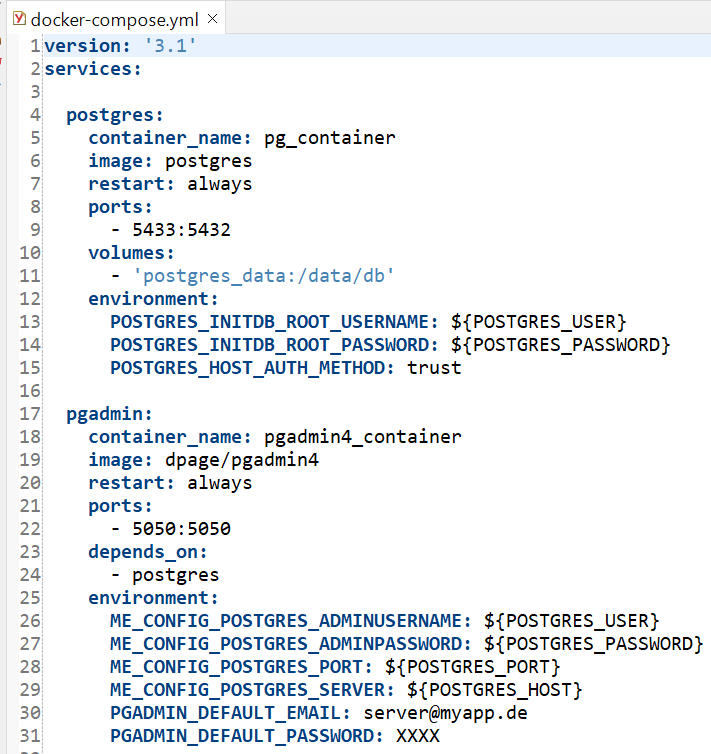 docker-compose.yml
1 version: '3.1'
2 services:
3
4   postgres:
5     container_name: pg_container
6     image: postgres
7     restart: always
8     ports:
9       - 5433:5432
10     volumes:
11       - 'postgres_data:/data/db'
12     environment:
13       POSTGRES_INITDB_ROOT_USERNAME: ${POSTGRES_USER}
14       POSTGRES_INITDB_ROOT_PASSWORD: ${POSTGRES_PASSWORD}
15       POSTGRES_HOST_AUTH_METHOD: trust
16
17   pgadmin:
18     container_name: pgadmin4_container
19     image: dpage/pgadmin4
20     restart: always
21     ports:
22       - 5050:5050
23     depends_on:
24       - postgres
25     environment:
26       ME_CONFIG_POSTGRES_ADMINUSERNAME: ${POSTGRES_USER}
27       ME_CONFIG_POSTGRES_ADMINPASSWORD: ${POSTGRES_PASSWORD}
28       ME_CONFIG_POSTGRES_PORT: ${POSTGRES_PORT}
29       ME_CONFIG_POSTGRES_SERVER: ${POSTGRES_HOST}
30       PGADMIN_DEFAULT_EMAIL: server@myapp.de
31       PGADMIN_DEFAULT_PASSWORD: XXXX